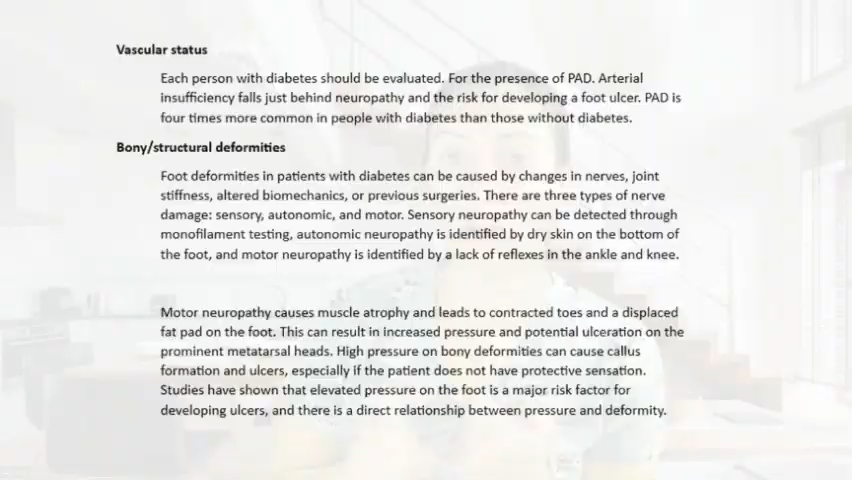 Vascular status
Each person with diabetes should be evaluated. For the presence of PAD. Arterial
insufficiency falls just behind neuropathy and the risk for developing a foot ulcer. PAD is
four times more common in people with diabetes than those without diabetes.
Bony/structural deformities
Foot deformities in patients with diabetes can be caused by changes in nerves, joint
stiffness, altered biomechanics, or previous surgeries. There are three types of nerve
damage: sensory, autonomic, and motor. Sensory neuropathy can be detected through
monofilament testing, autonomic neuropathy is identified by dry skin on the bottom of
the foot, and motor neuropathy is identified by a lack of reflexes in the ankle and knee.
Motor neuropathy causes muscle atrophy and leads to contracted toes and a displaced
fat pad on the foot. This can result in increased pressure and potential ulceration on the
prominent metatarsal heads. High pressure on bony deformities can cause callus
formation and ulcers, especially if the patient does not have protective sensation.
Studies have shown that elevated pressure on the foot is a major risk factor for
developing ulcers, and there is a direct relationship between pressure and deformity.